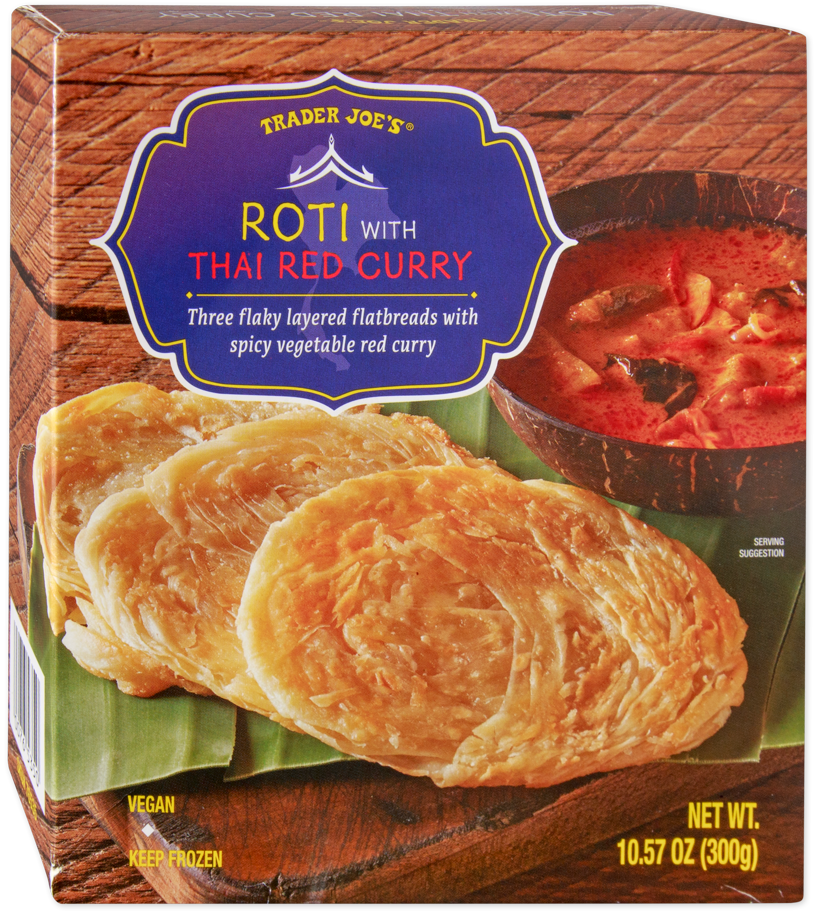 TRADER JOE'S®
ROTI WITH
THAI RED CURRY
Three flaky layered flatbreads with
spicy vegetable red curry
SERVING
SUGGESTION
VEGAN
KEEP FROZEN
NET WT.
10.57 OZ (300g)